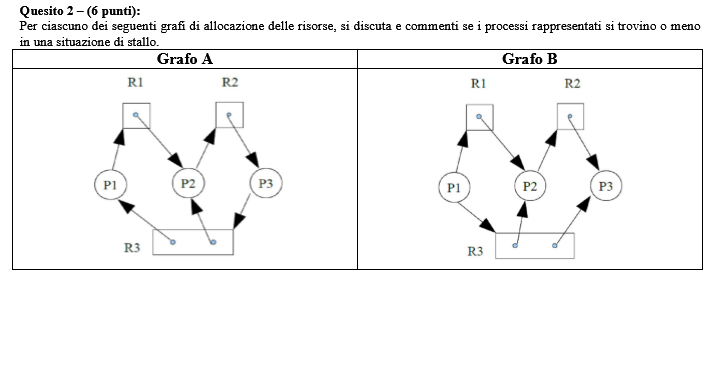 Quesito 2 – (6 punti):
Per ciascuno dei seguenti grafi di allocazione delle risorse, si discuta e commenti se i processi rappresentati si trovino o meno
in una situazione di stallo.
Grafo A
Grafo B
R1 R2
P1 P2 P3
R3
R1 R2
P1 P2 P3
R3